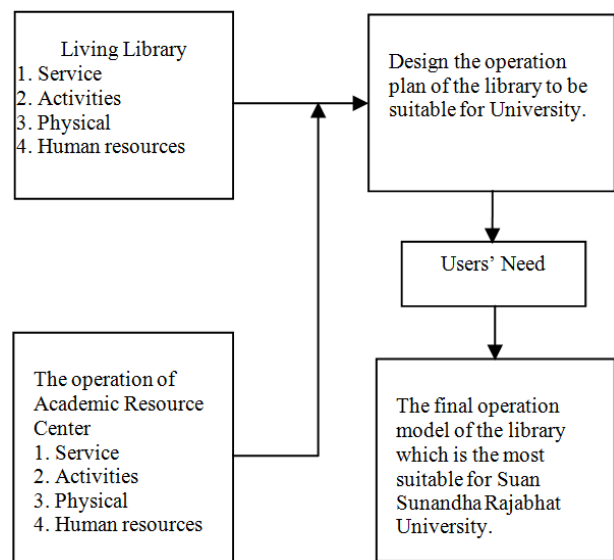 Living Library
1. Service
2. Activities
3. Physical
4. Human resources
Design the operation
plan of the library to be
suitable for University.
Users' Need
The operation of
Academic Resource
Center
1. Service
2. Activities
3. Physical
4. Human resources
The final operation
model of the library
which is the most
suitable for Suan
Sunandha Rajabhat
University.